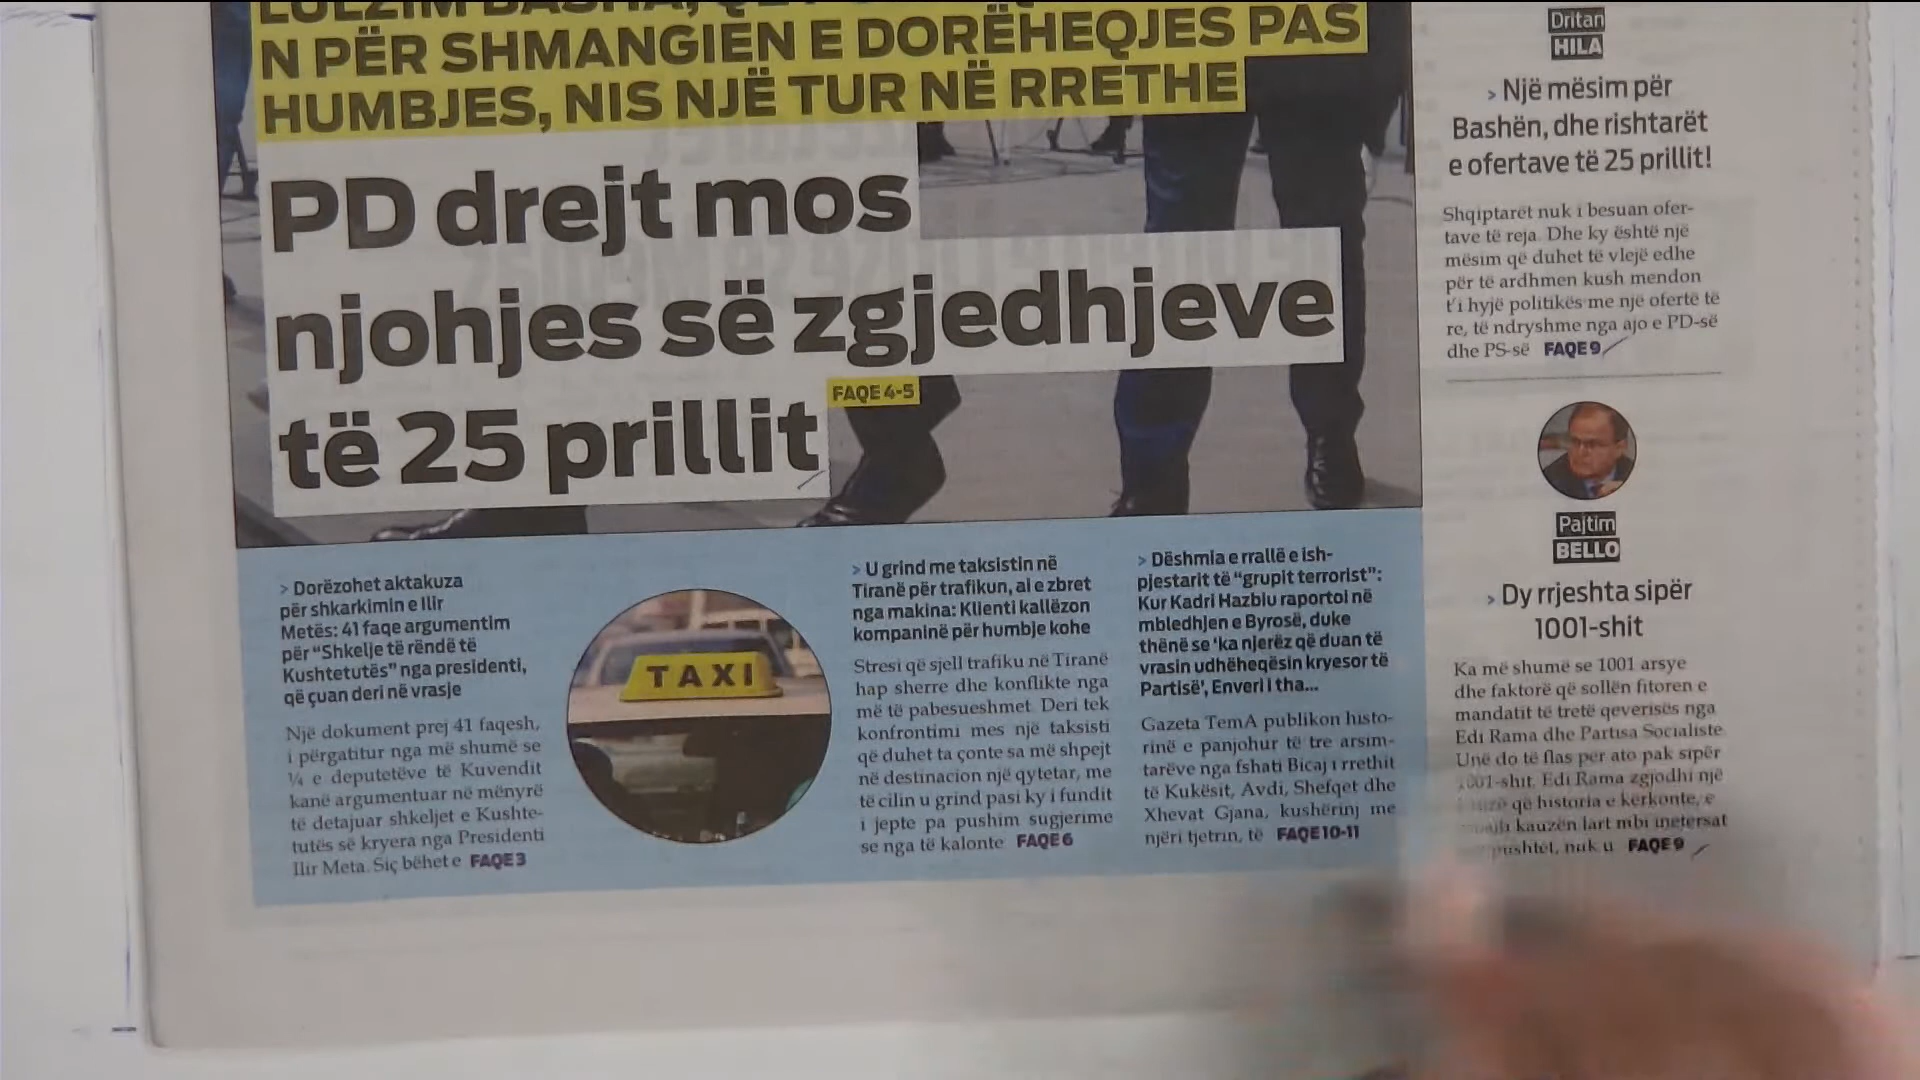 LULZIM BASHA,
N PËR SHMANGIEN E DORËHEQJES PAS
HUMBJES, NIS NJË TUR NË RRETHE
PD drejt mos
njohjes së zgjedhjeve
të 25 prillit
FAQE 4-5
> Dorëzohet aktakuza
për shkarkimin e Ilir
Metës: 41 faqe argumentim
për “Shkelje të rëndë të
Kushtetutës” nga presidenti,
që çuan deri në vrasje
Një dokument prej 41 faqesh,
i përgatitur nga më shumë se
¼ e deputetëve të Kuvendit
kanë argumentuar në mënyrë
të detajuar shkeljet e Kushte-
tutës së kryera nga Presidenti
Ilir Meta. Siç bëhet e FAQE 3
TAXI
> U grind me taksistin në
Tiranë për trafikun, ai e zbret
nga makina: Klienti kallëzon
kompaninë për humbje kohe
Stresi që sjell trafiku në Tiranë
hap sherre dhe konflikte nga
më të pabesueshmet. Deri tek
konfrontimi mes një taksisti
që duhet ta çonte sa më shpejt
në destinacion një qytetar, me
të cilin u grind pasi ky i fundit
i jepte pa pushim sugjerime
se nga të kalonte FAQE 6
> Dëshmia e rrallë e ish-
pjestarit të “grupit terrorist”:
Kur Kadri Hazbiu raportoi në
mbledhjen e Byrosë, duke
thënë se ‘ka njerëz që duan të
vrasin udhëheqësin kryesor të
Partisë’, Enveri i tha...
Gazeta TemA publikon histo-
rinë e panjohur të tre arsim-
tarëve nga fshati Bicaj i rrethit
të Kukësit, Avdi, Shefqet dhe
Xhevat Gjana, kushërinj me
njëri tjetrin, të FAQE 10-11
Dritan
HILA
> Një mësim për
Bashën, dhe rishtarët
e ofertave të 25 prillit!
Shqiptarët nuk i besuan ofer-
tave të reja. Dhe ky është një
mësim që duhet të vlejë edhe
për të ardhmen kush mendon
t'i hyjë politikës me një ofertë të
re, të ndryshme nga ajo e PD-së
dhe PS-së FAQE 9
Pajtim
BELLO
> Dy rrjeshta sipër
1001-shit
Ka më shumë se 1001 arsye
dhe faktorë që sollën fitoren e
mandatit të tretë qeverisës nga
Edi Rama dhe Partisa Socialiste.
Unë do të flas për ato pak sipër
1001-shit. Edi Rama zgjodhi një
që historia e kërkonte, e
kauzën lart mbi inetersat
pushtet, nuk u FAQE 9